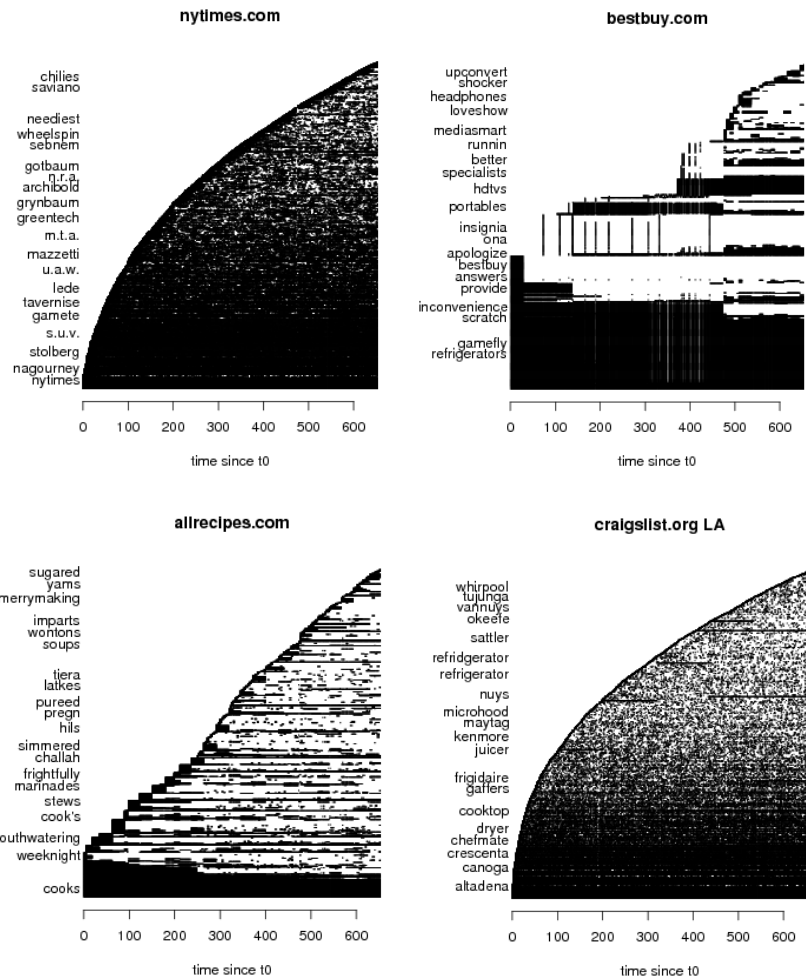 nytimes.com
chilies
saviano
neediest
wheelspin
sebnem
gotbaum
n.r.a.
archibold
grynbaum
greentech
m.t.a.
mazzetti
u.a.w.
lede
tavernise
gamete
s.u.v.
stolberg
nagourney
nytimes
0 100 200 300 400 500 600
time since t0
bestbuy.com
upconvert
shocker
headphones
loveshow
mediasmart
runnin
better
specialists
hdtvs
portables
insignia
ona
apologize
bestbuy
answers
provide
inconvenience
scratch
gamefly
refrigerators
0 100 200 300 400 500 600
time since t0
allrecipes.com
sugared
yams
merrymaking
imparts
wontons
soups
tiera
latkes
pureed
pregn
hils
simmered
challah
frightfully
marinades
stews
cook's
outhwatering
weeknight
cooks
0 100 200 300 400 500 600
time since t0
craigslist.org LA
whirpool
tujunga
vannuys
okeefe
sattler
refridgerator
refrigerator
nuys
microhood
maytag
kenmore
juicer
frigidaire
gaffers
cooktop
dryer
chefmate
crescenta
canoga
altadena
0 100 200 300 400 500 600
time since t0